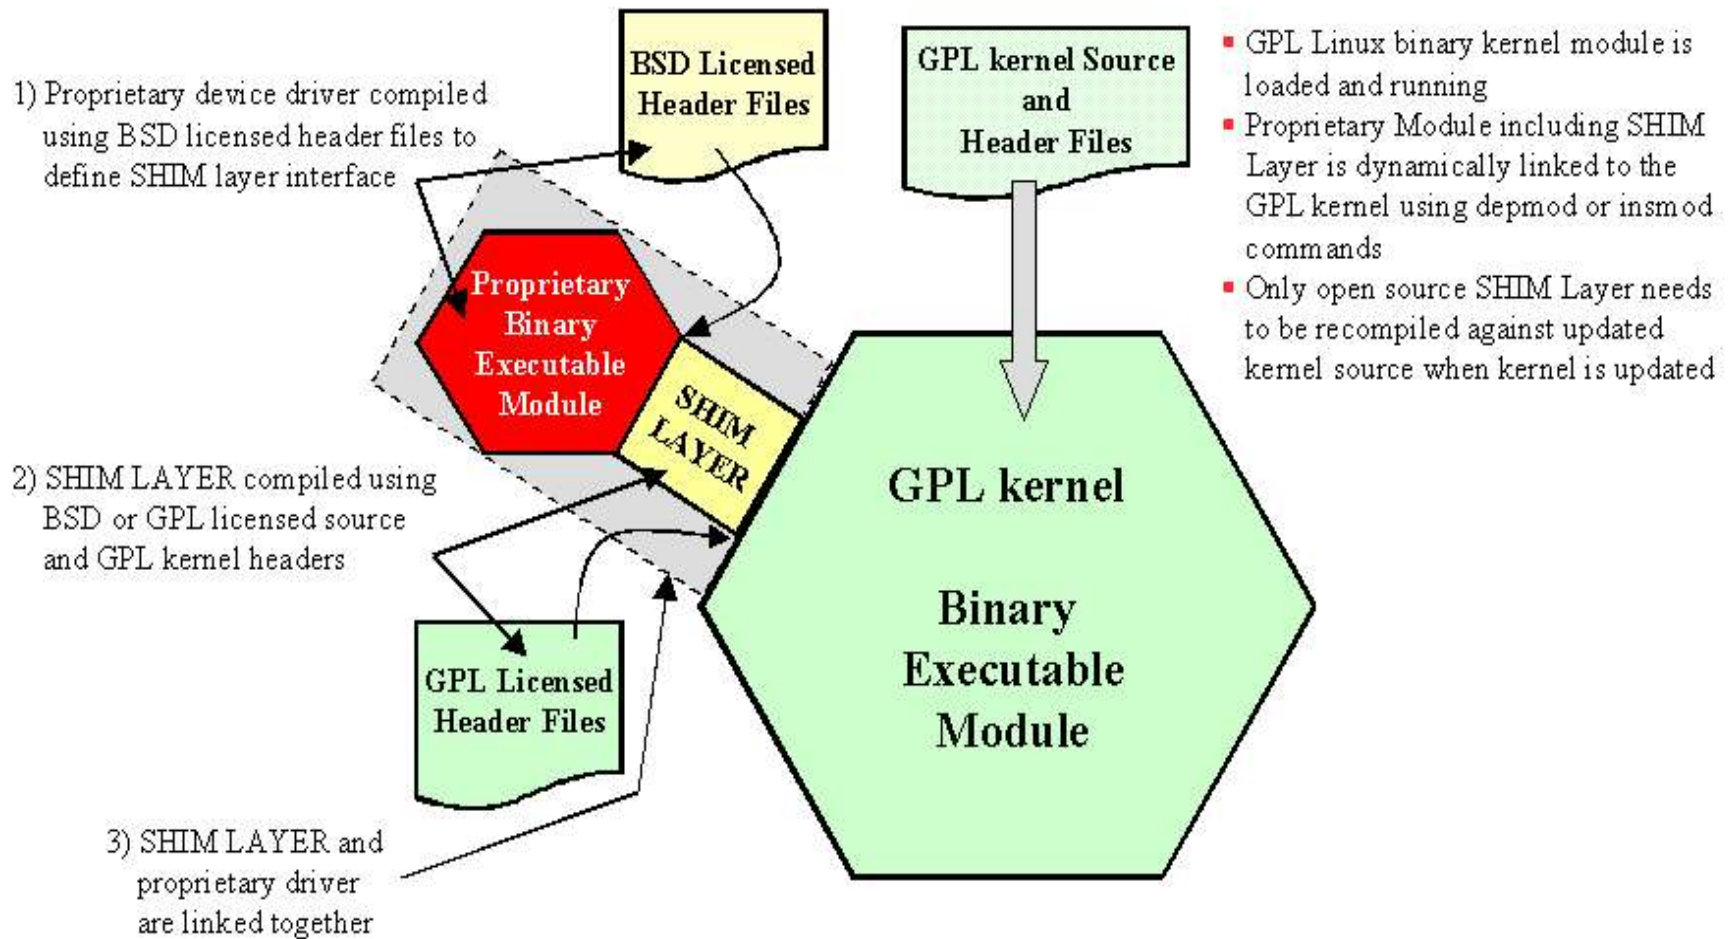 1) Proprietary device driver compiled
using BSD licensed header files to
define SHIM layer interface
BSD Licensed
Header Files
GPL kernel Source
and
Header Files
GPL Linux binary kernel module is
loaded and running
Proprietary Module including SHIM
Layer is dynamically linked to the
GPL kernel using depmod or insmod
commands
Only open source SHIM Layer needs
to be recompiled against updated
kernel source when kernel is updated
Proprietary
Binary
Executable
Module
SHIM
LAYER
2) SHIM LAYER compiled using
BSD or GPL licensed source
and GPL kernel headers
GPL kernel
Binary
Executable
Module
GPL Licensed
Header Files
3) SHIM LAYER and
proprietary driver
are linked together